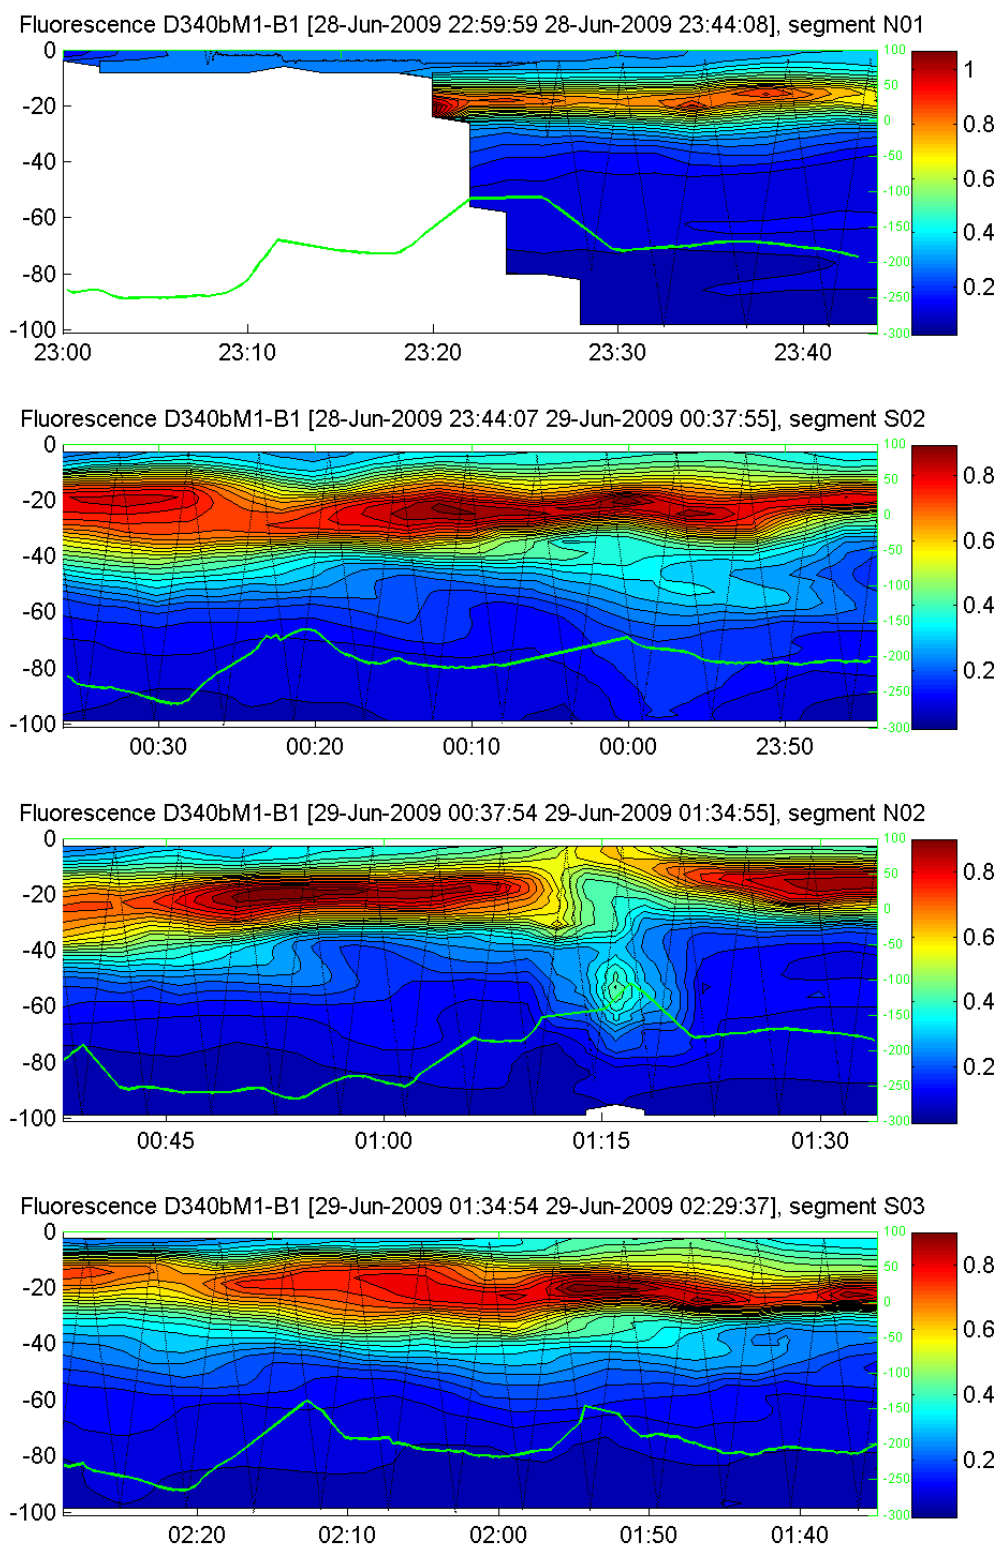 Fluorescence D340bM1-B1 [28-Jun-2009 22:59:59 28-Jun-2009 23:44:08], segment N01
0 -20 -40 -60 -80 -100
100 50 0 -50 -100 -150 -200 -250 -300
1 0.8 0.6 0.4 0.2
23:00 23:10 23:20 23:30 23:40
Fluorescence D340bM1-B1 [28-Jun-2009 23:44:07 29-Jun-2009 00:37:55], segment S02
0 -20 -40 -60 -80 -100
100 50 0 -50 -100 -150 -200 -250 -300
0.8 0.6 0.4 0.2
00:30 00:20 00:10 00:00 23:50
Fluorescence D340bM1-B1 [29-Jun-2009 00:37:54 29-Jun-2009 01:34:55], segment N02
0 -20 -40 -60 -80 -100
100 50 0 -50 -100 -150 -200 -250 -300
0.8 0.6 0.4 0.2
00:45 01:00 01:15 01:30
Fluorescence D340bM1-B1 [29-Jun-2009 01:34:54 29-Jun-2009 02:29:37], segment S03
0 -20 -40 -60 -80 -100
100 50 0 -50 -100 -150 -200 -250 -300
0.8 0.6 0.4 0.2
02:20 02:10 02:00 01:50 01:40